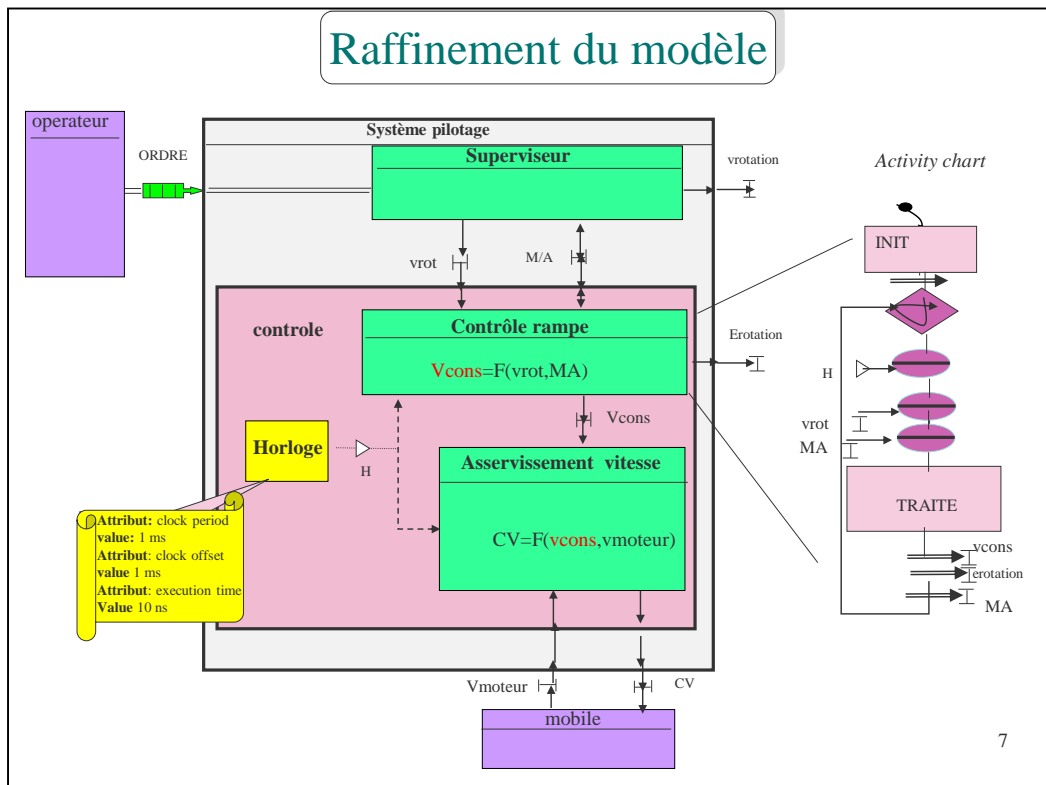 Raffinement du modèle
operateur
ORDRE
Système pilotage
Superviseur
vrotation
Activity chart
vrot
M/A
INIT
controle
Contrôle rampe
Vcons=F(vrot,MA)
Erotation
H
vrot
MA
Vcons
Horloge
H
Asservissement vitesse
CV=F(vcons,vmoteur)
TRAITE
Attribut: clock period
value: 1 ms
Attribut: clock offset
value 1 ms
Attribut: execution time
Value 10 ns
vcons
erotation
MA
Vmoteur
CV
mobile
7